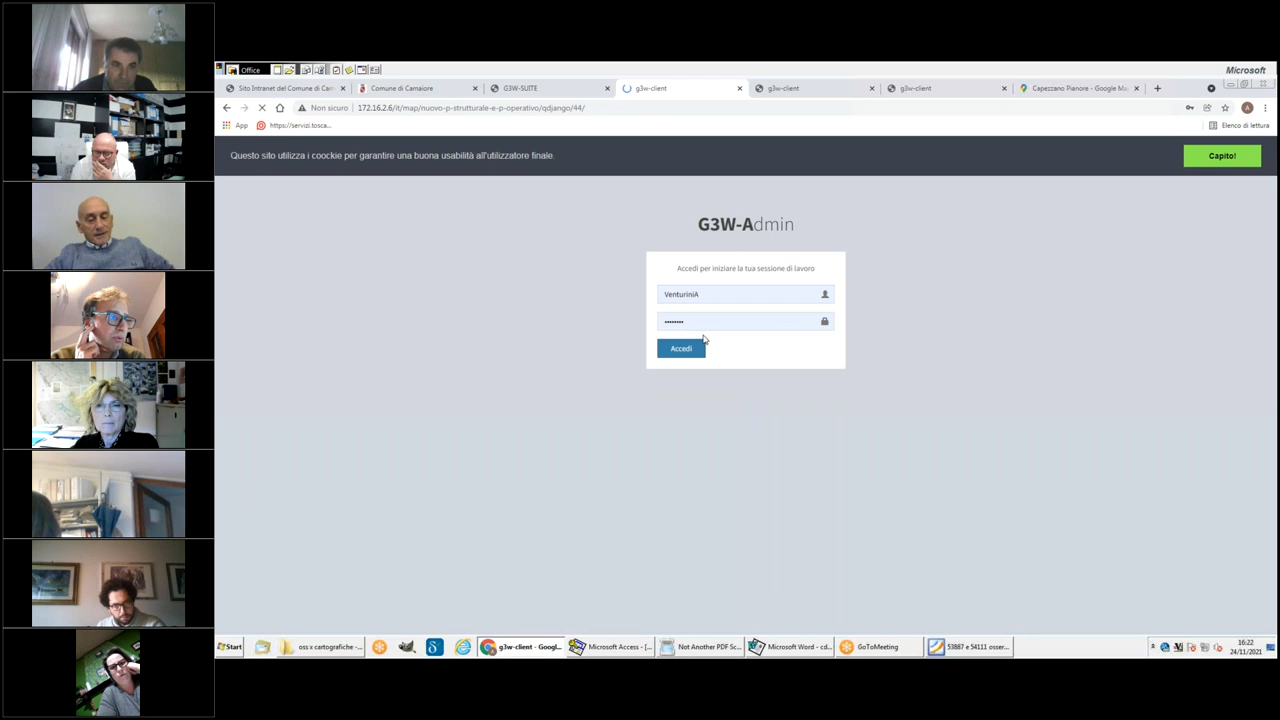 Office
Microsoft
Sito Intranet del Comune di Cam
Comune di Camaiore
G3W-SUITE
g3w-client
g3w-client
g3w-client
Capezzano Pianore - Google Ma
Non sicuro
172.16.2.6/it/map/nuovo-p-strutturale-e-p-operativo/qdjango/44/
A
App
https://servizi.tosca...
Elenco di lettura
Questo sito utilizza i coockie per garantire una buona usabilità all'utilizzatore finale.
Capito!
G3W-Admin
Accedi per iniziare la tua sessione di lavoro
VenturiniA
••••••••
Accedi
Start
oss x cartografiche -...
g3w-client - Googl...
Microsoft Access - [...
Not Another PDF Sc...
Microsoft Word - cd...
GoToMeeting
53887 e 54111 osser...
16:22
24/11/2021